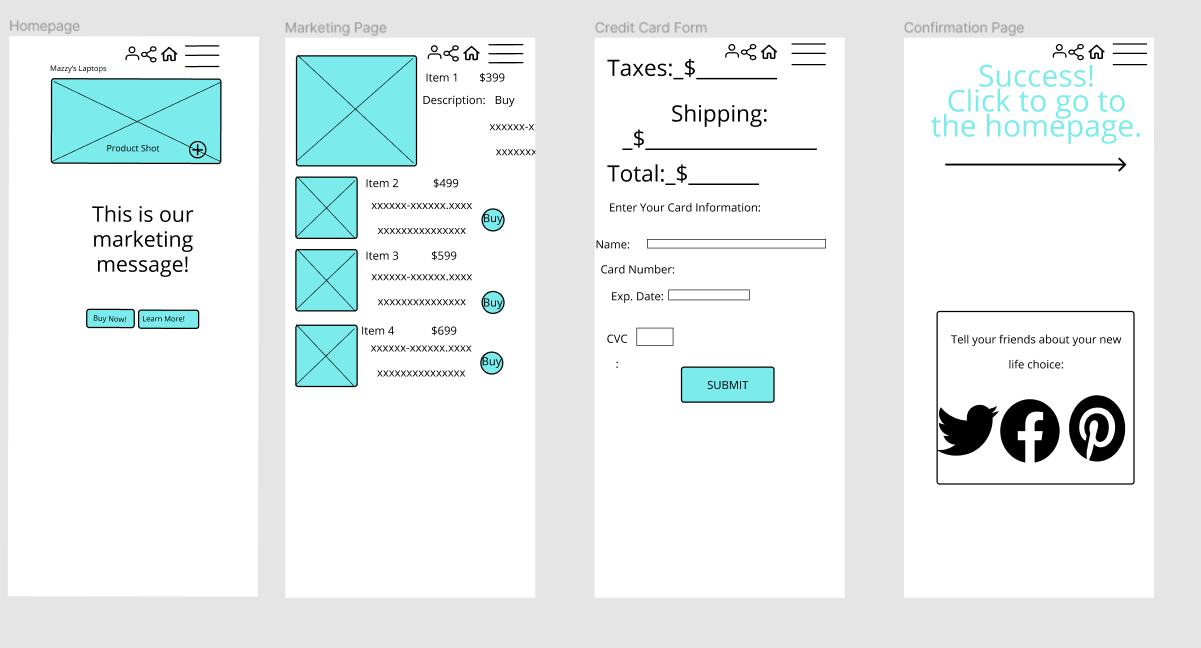 Homepage
Mazzy's Laptops
Product Shot
This is our
marketing
message!
Buy Now!
Learn More!
Marketing Page
Item 1 $399
Description: Buy
xxxxxx-x
xxxxxx
Item 2 $499
xxxxxx-xxxxxx.xxxx
xxxxxxxxxxxxxxx
Buy
Item 3 $599
xxxxxx-xxxxxx.xxxx
xxxxxxxxxxxxxxx
Buy
Item 4 $699
xxxxxx-xxxxxx.xxxx
xxxxxxxxxxxxxxx
Buy
Credit Card Form
Taxes:_$_______
Shipping:
_$_______________
Total:_$______
Enter Your Card Information:
Name:
Card Number:
Exp. Date:
CVC
:
SUBMIT
Confirmation Page
Success!
Click to go to
the homepage.
Tell your friends about your new
life choice: